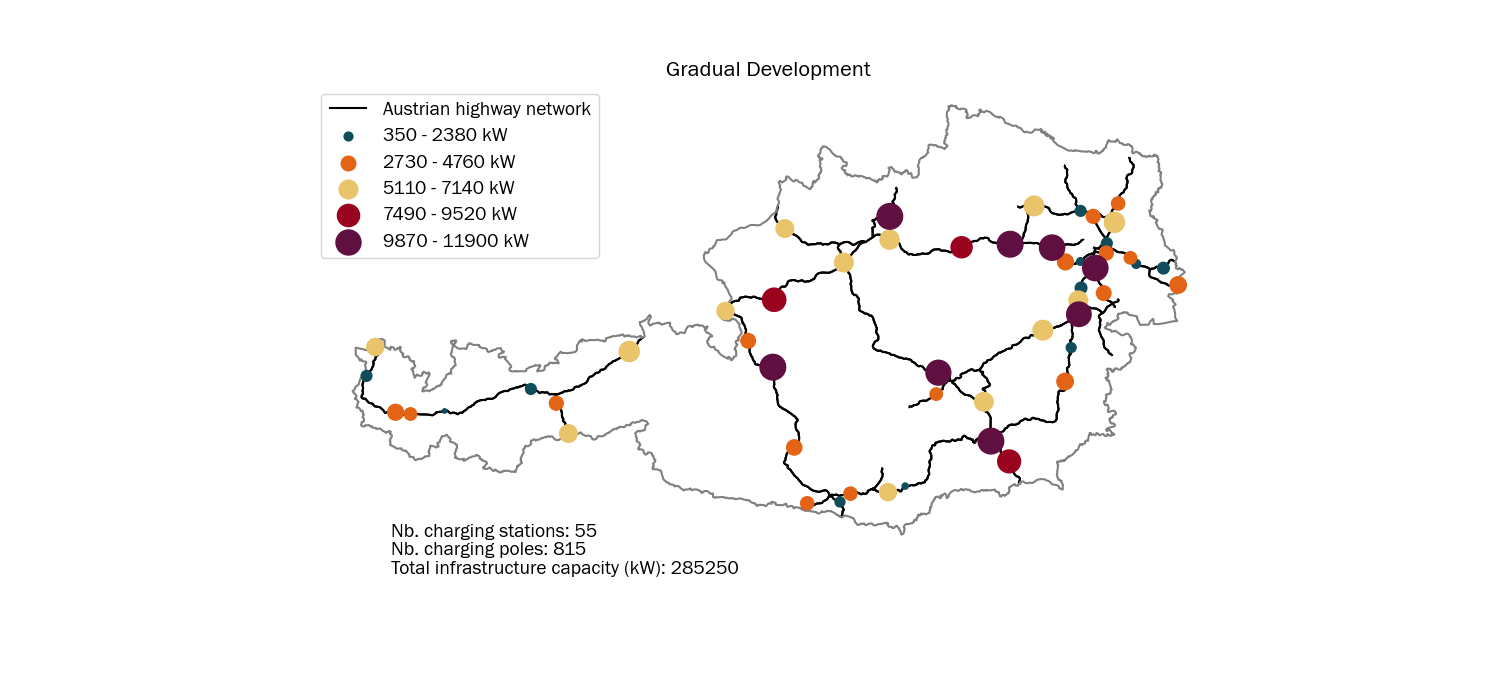 Gradual Development
Austrian highway network
350 - 2380 kW
2730 - 4760 kW
5110 - 7140 kW
7490 - 9520 kW
9870 - 11900 kW
Nb. charging stations: 55
Nb. charging poles: 815
Total infrastructure capacity (kW): 285250